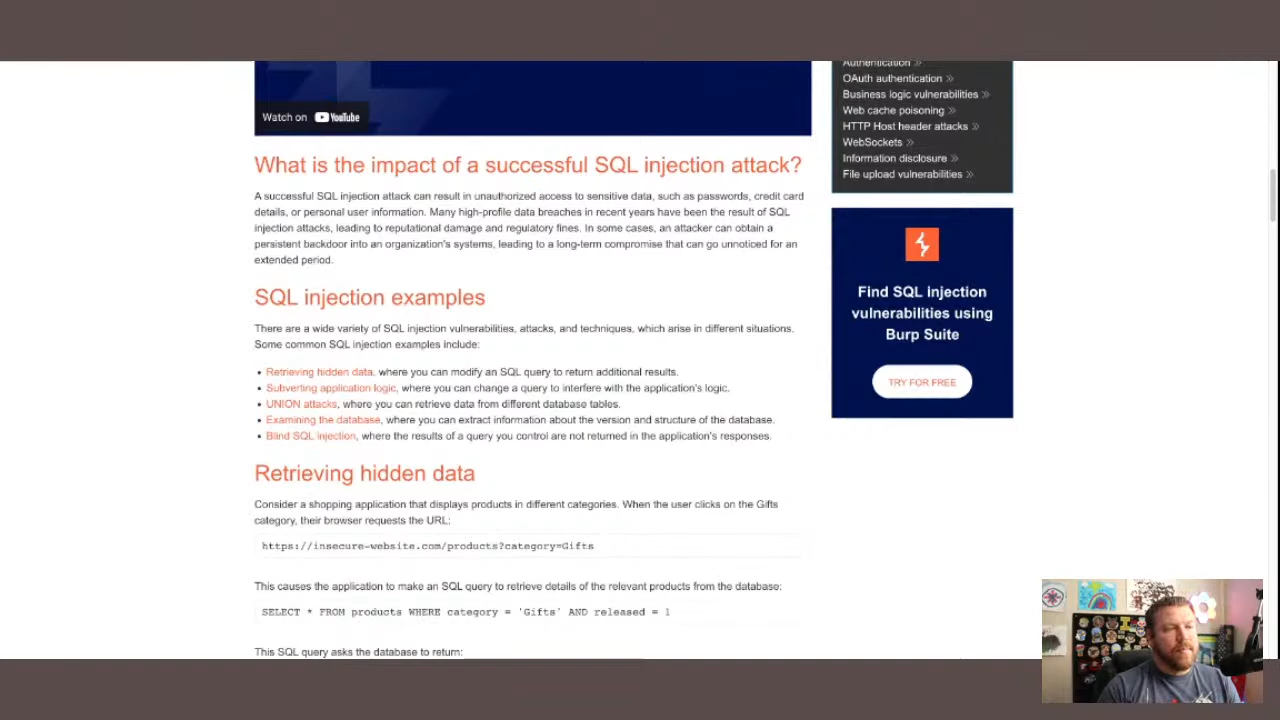 Watch on YouTube
What is the impact of a successful SQL injection attack?
A successful SQL injection attack can result in unauthorized access to sensitive data, such as passwords, credit card
details, or personal user information. Many high-profile data breaches in recent years have been the result of SQL
injection attacks, leading to reputational damage and regulatory fines. In some cases, an attacker can obtain a
persistent backdoor into an organization's systems, leading to a long-term compromise that can go unnoticed for an
extended period.
SQL injection examples
There are a wide variety of SQL injection vulnerabilities, attacks, and techniques, which arise in different situations.
Some common SQL injection examples include:
• Retrieving hidden data, where you can modify an SQL query to return additional results.
• Subverting application logic, where you can change a query to interfere with the application's logic.
• UNION attacks, where you can retrieve data from different database tables.
• Examining the database, where you can extract information about the version and structure of the database.
• Blind SQL injection, where the results of a query you control are not returned in the application's responses.
Retrieving hidden data
Consider a shopping application that displays products in different categories. When the user clicks on the Gifts
category, their browser requests the URL:
https://insecure-website.com/products?category=Gifts
This causes the application to make an SQL query to retrieve details of the relevant products from the database:
SELECT * FROM products WHERE category = 'Gifts' AND released = 1
This SQL query asks the database to return:
Authentication »
OAuth authentication »
Business logic vulnerabilities »
Web cache poisoning »
HTTP Host header attacks »
WebSockets »
Information disclosure »
File upload vulnerabilities »
Find SQL injection
vulnerabilities using
Burp Suite
TRY FOR FREE